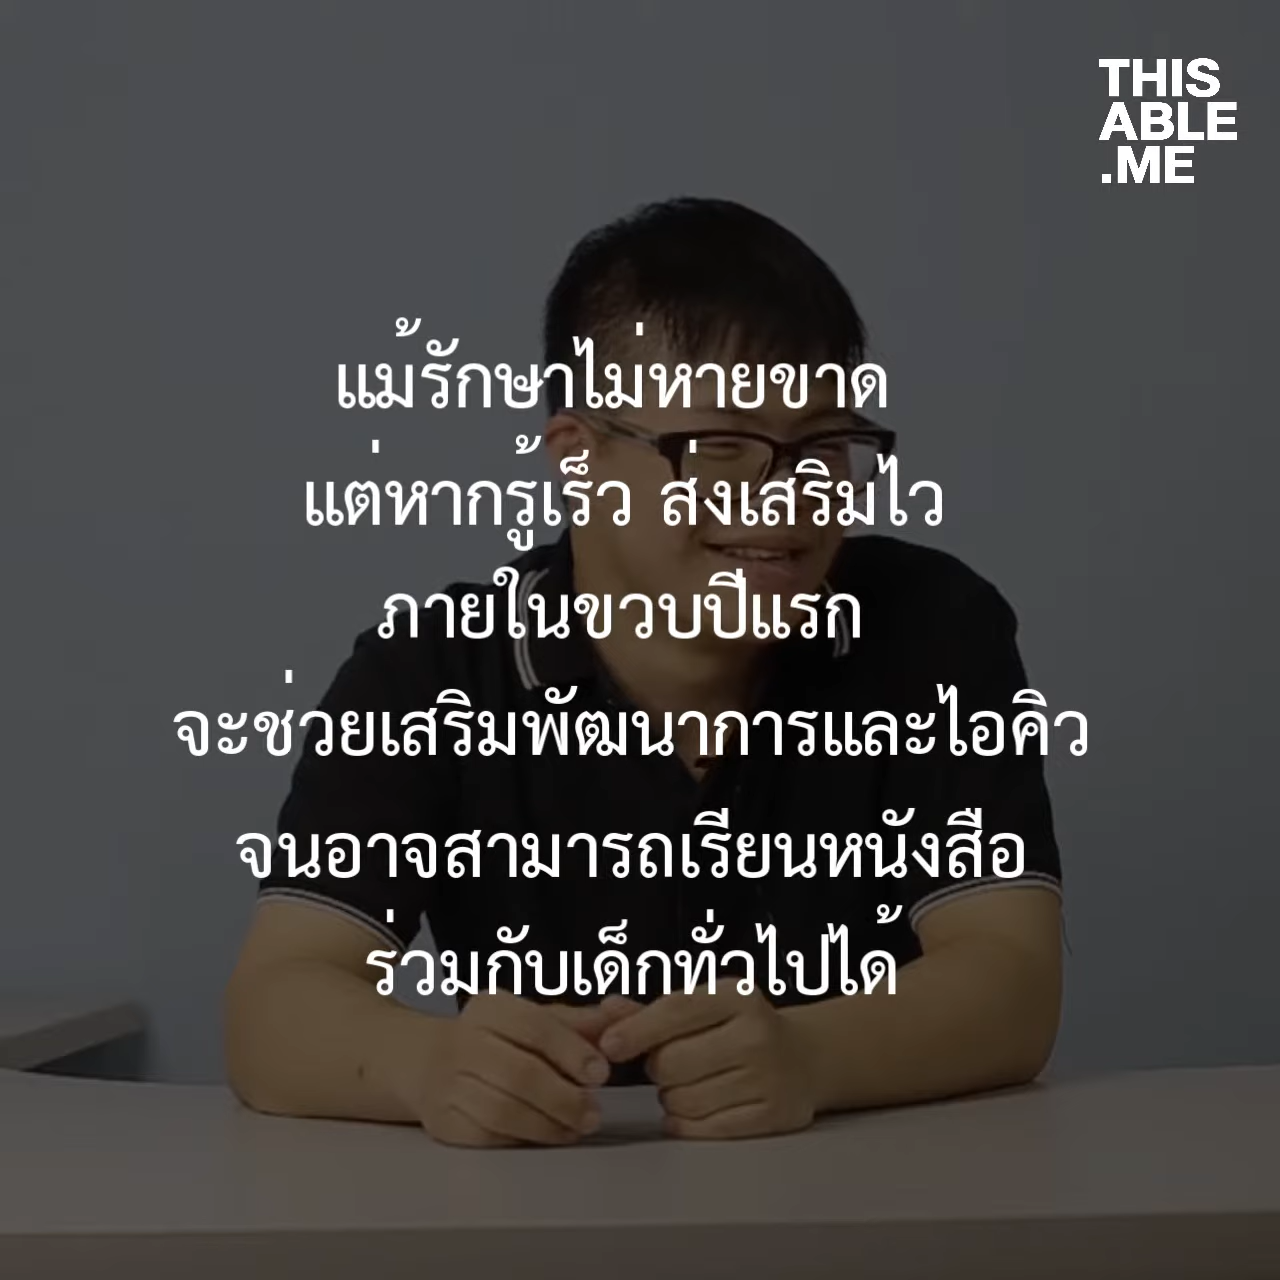 THIS
ABLE
.ME
แม้รักษาไม่หายขาด
แต่หากรู้เร็ว ส่งเสริมไว
ภายในขวบปีแรก
จะช่วยเสริมพัฒนาการและไอคิว
จนอาจสามารถเรียนหนังสือ
ร่วมกับเด็กทั่วไปได้